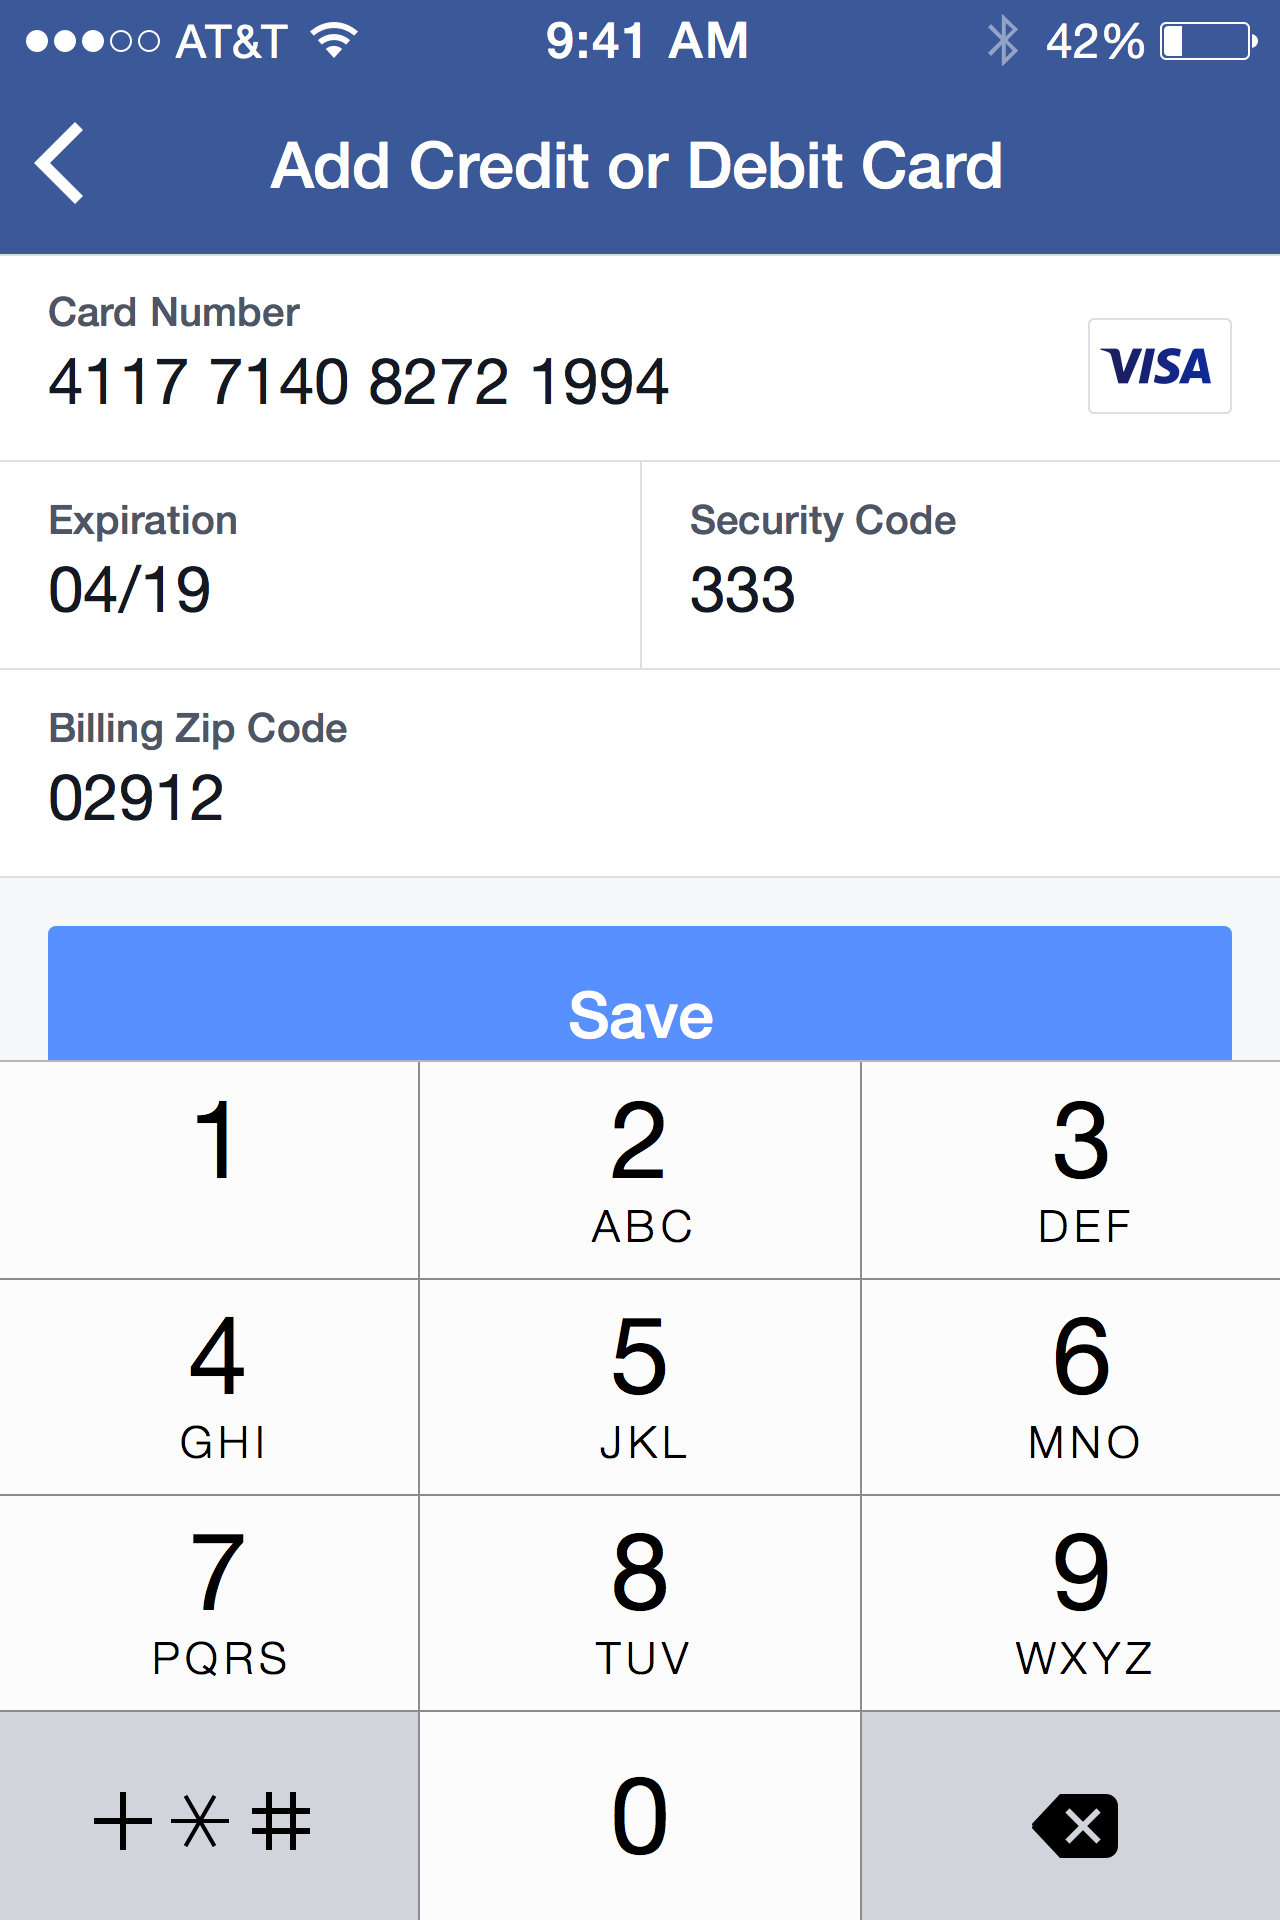 AT&T 9:41 AM 42%
Add Credit or Debit Card
Card Number
4117 7140 8272 1994
VISA
Expiration Security Code
04/19 333
Billing Zip Code
02912
Save
1 2 3
ABC DEF
4 5 6
GHI JKL MNO
7 8 9
PQRS TUV WXYZ
+*# 0